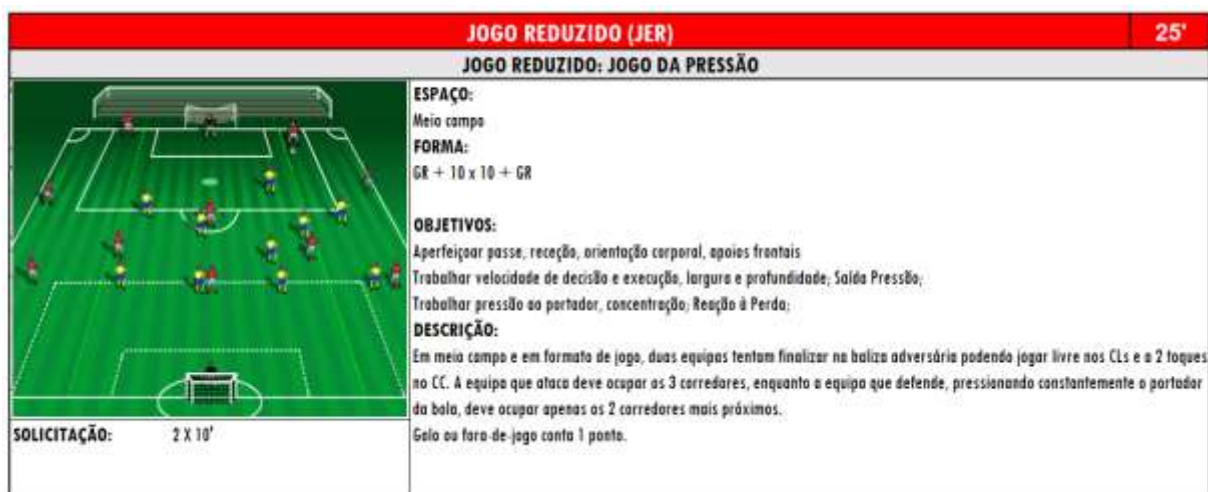 JOGO REDUZIDO (JER) 25'
JOGO REDUZIDO: JOGO DA PRESSÃO
ESPAÇO:
Meio campo
FORMA:
GR + 10 x 10 + GR
OBJETIVOS:
Aperfeiçoar passe, receção, orientação corporal, apoios frontais
Trabalhar velocidade de decisão e execução, largura e profundidade; Saída Pressão;
Trabalhar pressão ao portador, concentração; Reação à Perda;
DESCRIÇÃO:
Em meio campo e em formato de jogo, duas equipas tentam finalizar na baliza adversária podendo jogar livre nos CLs e a 2 toques
no CC. A equipa que ataca deve ocupar os 3 corredores, enquanto a equipa que defende, pressionando constantemente o portador
da bola, deve ocupar apenas os 2 corredores mais próximos.
Golo ou fora-de-jogo conta 1 ponto.
SOLICITAÇÃO: 2 X 10'